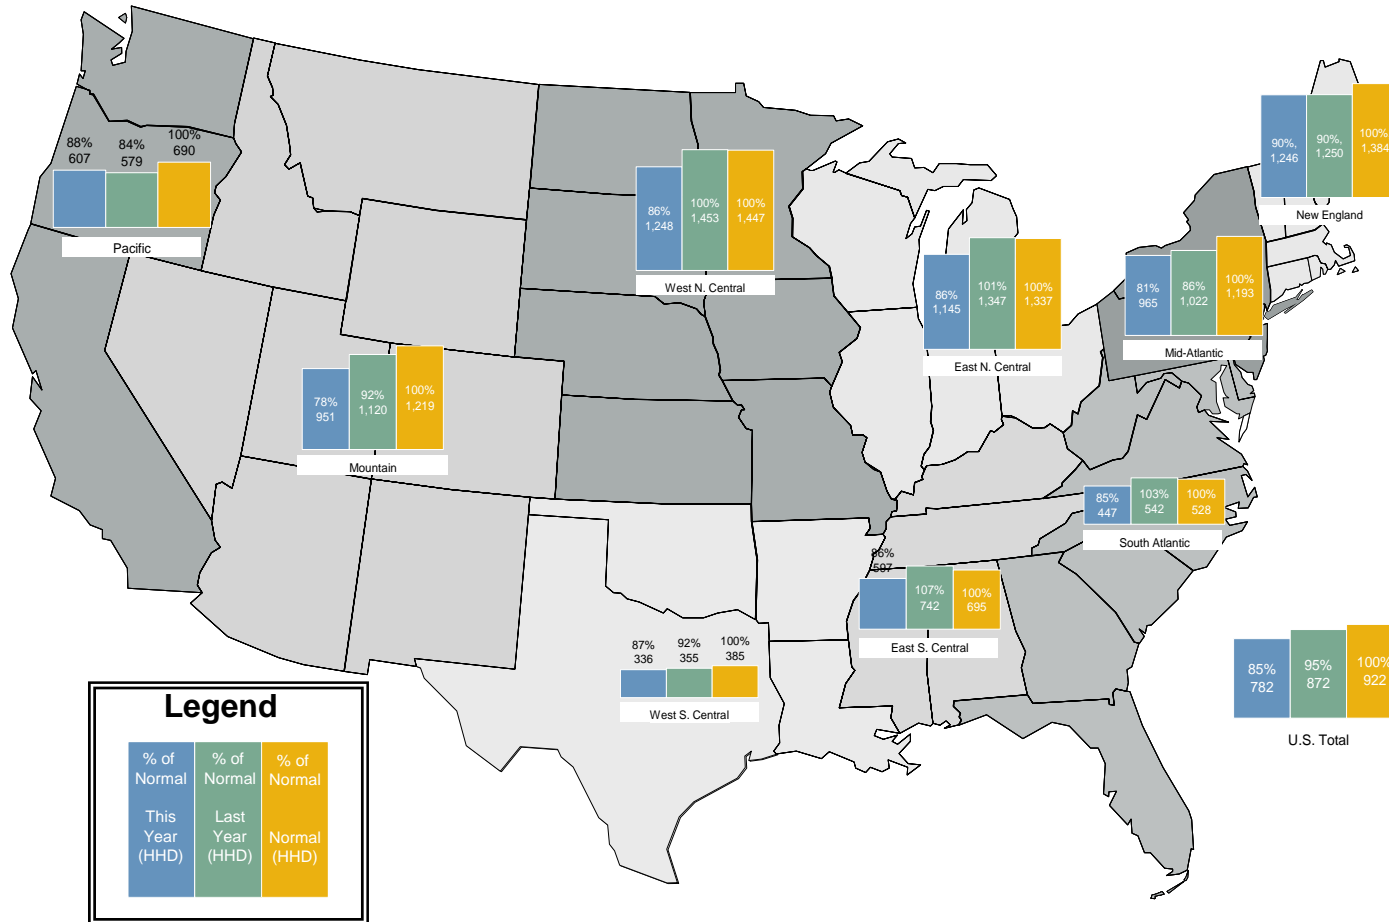 88%
607
84%
579
100%
690
Pacific
86%
1,248
100%
1,453
100%
1,447
West N. Central
90%,
1,246
90%,
1,250
100%
1,384
New England
86%
1,145
101%
1,347
100%
1,337
East N. Central
81%
965
86%
1,022
100%
1,193
Mid-Atlantic
78%
951
92%
1,120
100%
1,219
Mountain
85%
447
103%
542
100%
528
South Atlantic
86%
597
107%
742
100%
695
East S. Central
87%
336
92%
355
100%
385
West S. Central
85%
782
95%
872
100%
922
U.S. Total
Legend
% of
Normal
This
Year
(HHD)
% of
Normal
Last
Year
(HHD)
% of
Normal
Normal
(HHD)